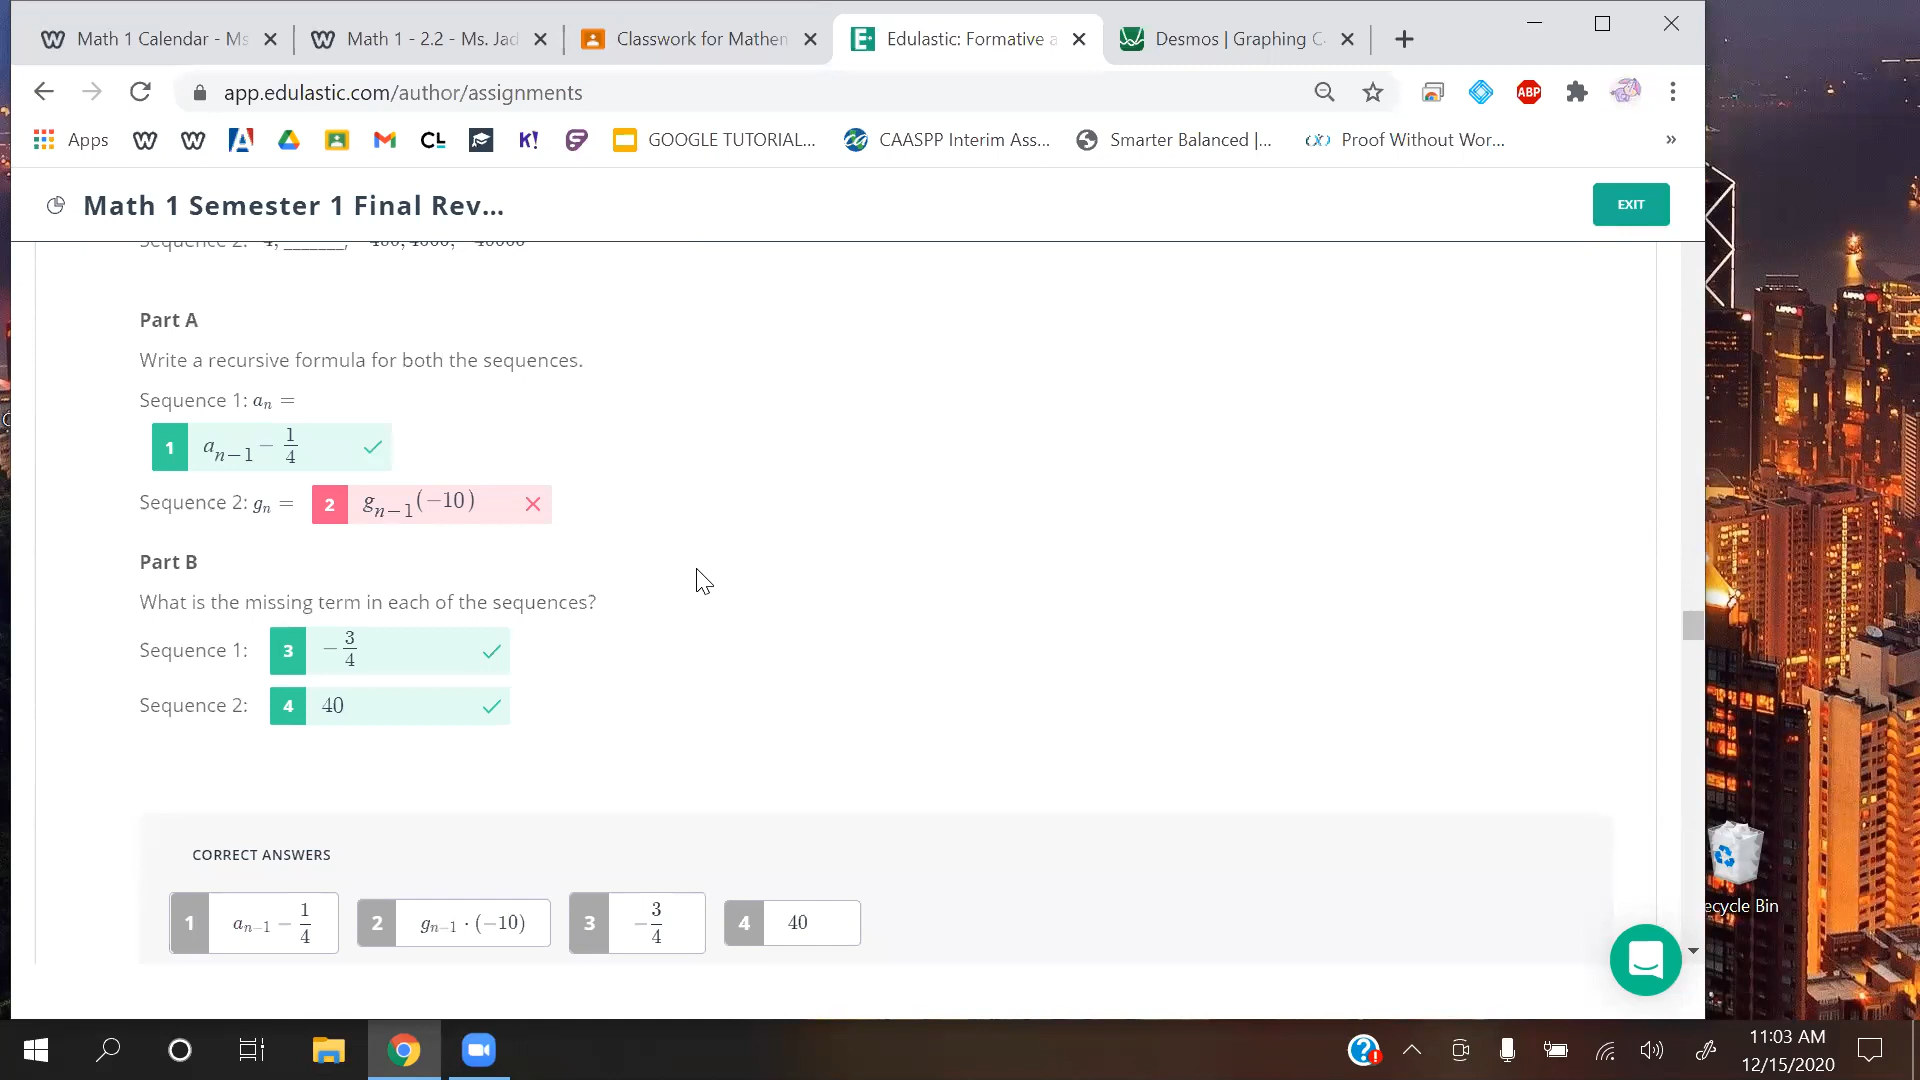 Math 1 Calendar - Ms
Math 1 - 2.2 - Ms. Jad
Classwork for Mathem
Edulastic: Formative a
Desmos | Graphing C
app.edulastic.com/author/assignments
ABP
Apps
CL
K!
GOOGLE TUTORIAL...
CAASPP Interim Ass...
Smarter Balanced |...
Proof Without Wor...
»
Math 1 Semester 1 Final Rev...
EXIT
Part A
Write a recursive formula for both the sequences.
Sequence 1: aₙ =
1 aₙ₋₁ − 1/4
Sequence 2: gₙ = 2 gₙ₋₁(−10)
Part B
What is the missing term in each of the sequences?
Sequence 1: 3 −3/4
Sequence 2: 4 40
CORRECT ANSWERS
1 aₙ₋₁ − 1/4 2 gₙ₋₁ · (−10) 3 −3/4 4 40
ecycle Bin
11:03 AM
12/15/2020